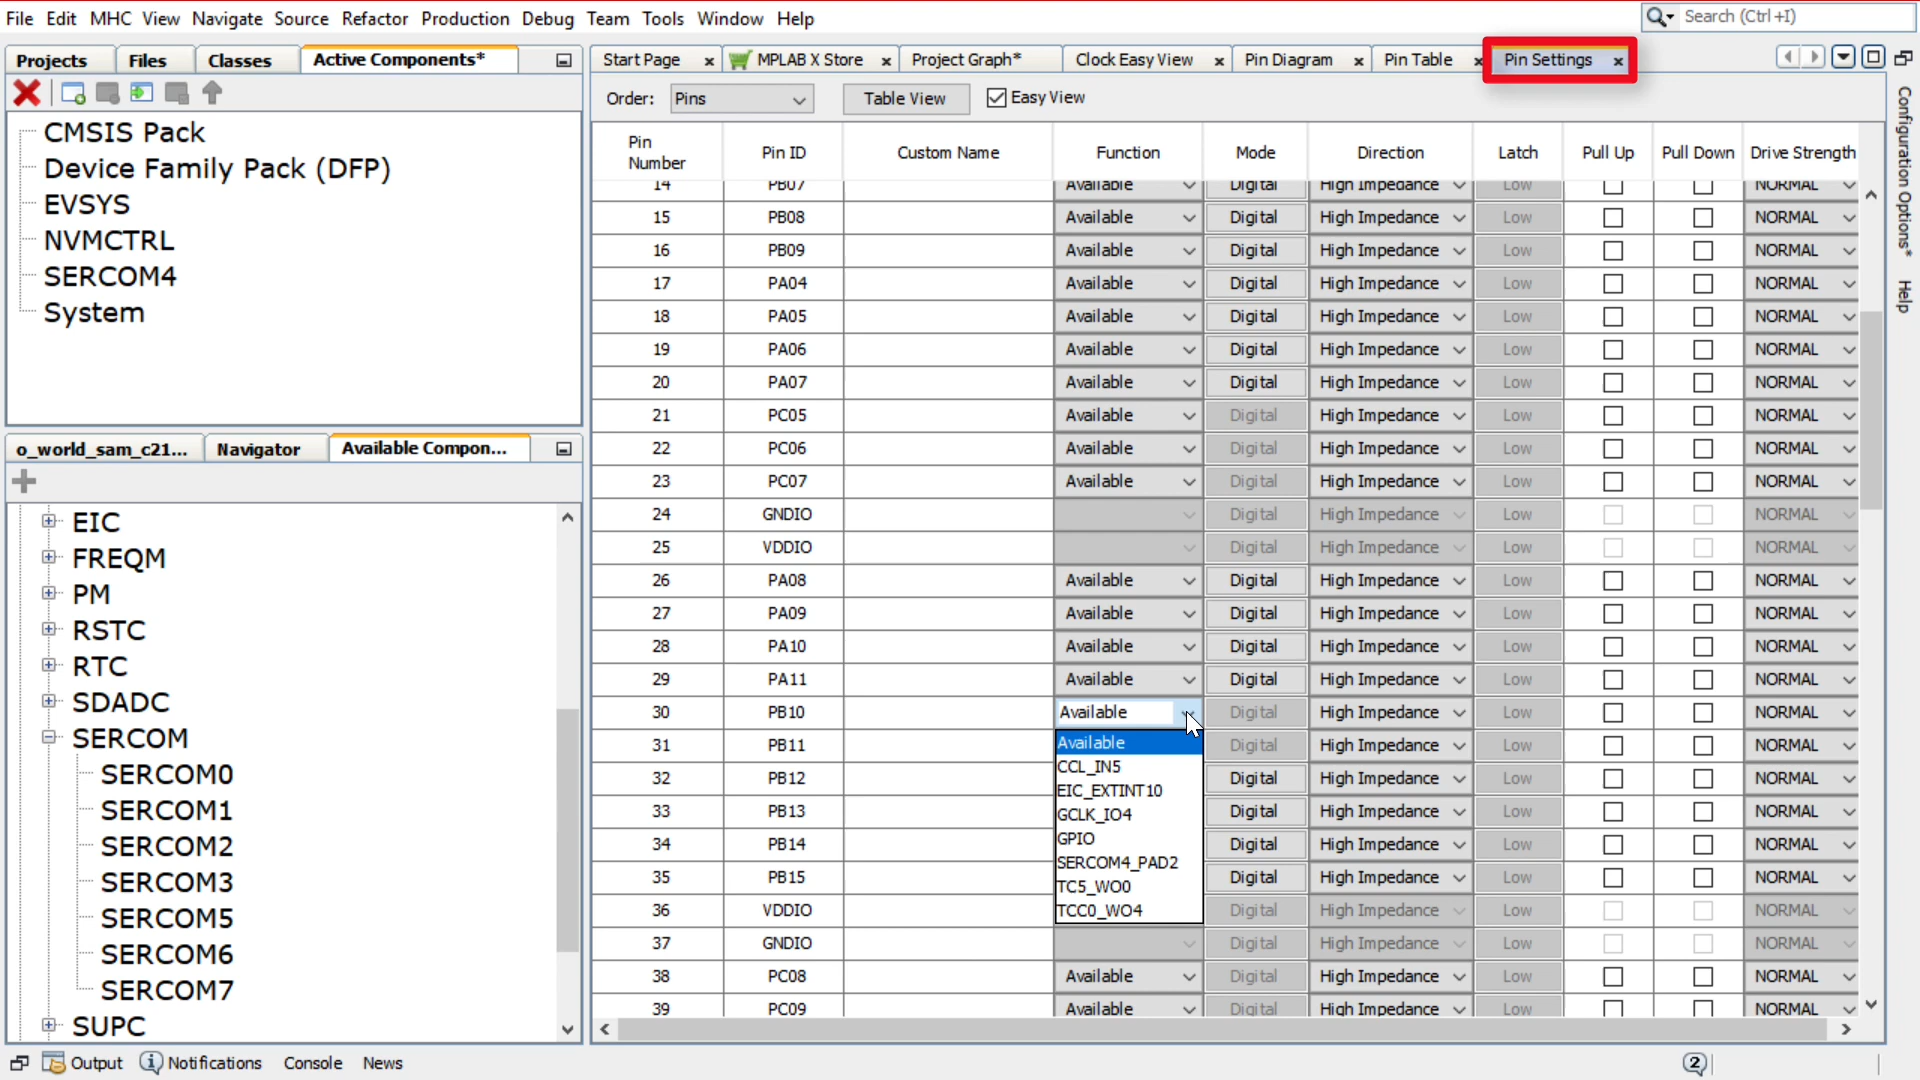 File Edit MHC View Navigate Source Refactor Production Debug Team Tools Window Help
Search (Ctrl+I)
Projects Files Classes Active Components*
CMSIS Pack
Device Family Pack (DFP)
EVSYS
NVMCTRL
SERCOM4
System
o_world_sam_c21... Navigator Available Compon...
EIC
FREQM
PM
RSTC
RTC
SDADC
SERCOM
SERCOM0
SERCOM1
SERCOM2
SERCOM3
SERCOM5
SERCOM6
SERCOM7
SUPC
Start Page MPLAB X Store Project Graph* Clock Easy View Pin Diagram Pin Table Pin Settings
Order: Pins Table View Easy View
Pin Number Pin ID Custom Name Function Mode Direction Latch Pull Up Pull Down Drive Strength
14 PB07 Available Digital High Impedance Low NORMAL
15 PB08 Available Digital High Impedance Low NORMAL
16 PB09 Available Digital High Impedance Low NORMAL
17 PA04 Available Digital High Impedance Low NORMAL
18 PA05 Available Digital High Impedance Low NORMAL
19 PA06 Available Digital High Impedance Low NORMAL
20 PA07 Available Digital High Impedance Low NORMAL
21 PC05 Available Digital High Impedance Low NORMAL
22 PC06 Available Digital High Impedance Low NORMAL
23 PC07 Available Digital High Impedance Low NORMAL
24 GNDIO Digital High Impedance Low NORMAL
25 VDDIO Digital High Impedance Low NORMAL
26 PA08 Available Digital High Impedance Low NORMAL
27 PA09 Available Digital High Impedance Low NORMAL
28 PA10 Available Digital High Impedance Low NORMAL
29 PA11 Available Digital High Impedance Low NORMAL
30 PB10 Available Digital High Impedance Low NORMAL
31 PB11 Digital High Impedance Low NORMAL
32 PB12 Digital High Impedance Low NORMAL
33 PB13 Digital High Impedance Low NORMAL
34 PB14 Digital High Impedance Low NORMAL
35 PB15 Digital High Impedance Low NORMAL
36 VDDIO Digital High Impedance Low NORMAL
37 GNDIO Digital High Impedance Low NORMAL
38 PC08 Available Digital High Impedance Low NORMAL
39 PC09 Available Digital High Impedance Low NORMAL
Available
CCL_IN5
EIC_EXTINT10
GCLK_IO4
GPIO
SERCOM4_PAD2
TC5_WO0
TCC0_WO4
Configuration Options*
Help
Output Notifications Console News
2